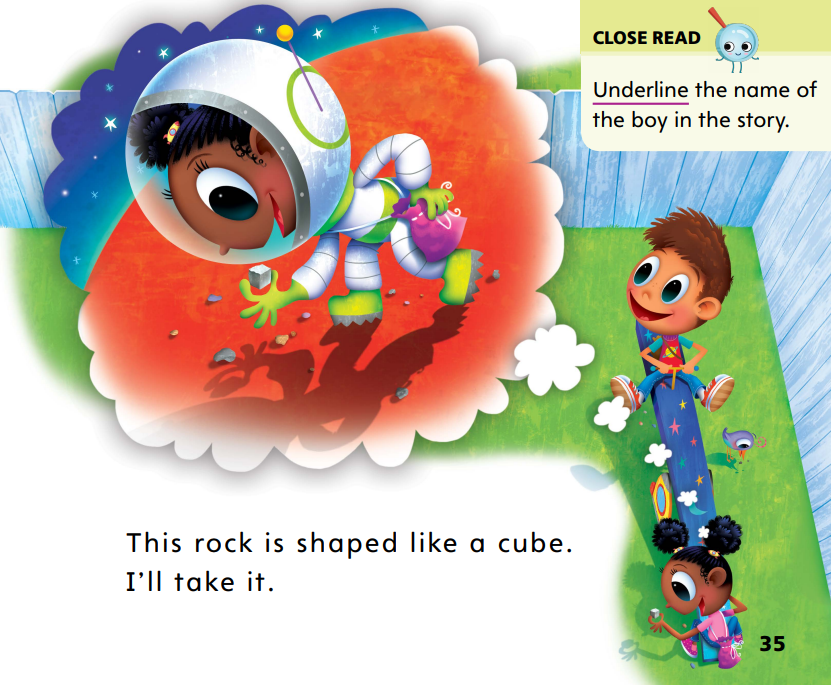 CLOSE READ
Underline the name of
the boy in the story.
This rock is shaped like a cube.
I'll take it.
35